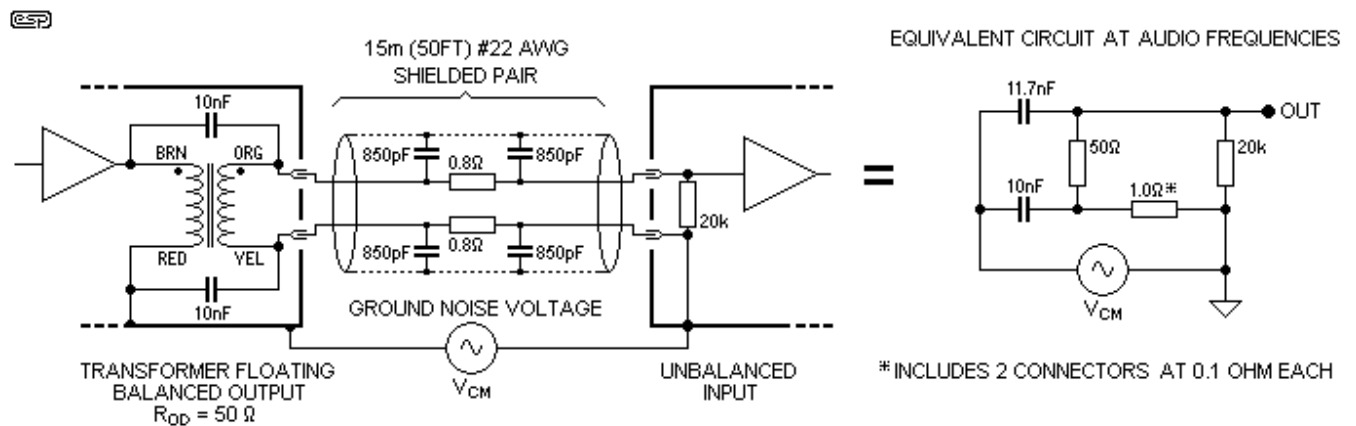 esp
15m (50FT) #22 AWG
SHIELDED PAIR
EQUIVALENT CIRCUIT AT AUDIO FREQUENCIES
10nF
BRN
ORG
RED
YEL
10nF
850pF
0.8Ω
850pF
850pF
0.8Ω
850pF
20k
GROUND NOISE VOLTAGE
VCM
TRANSFORMER FLOATING
BALANCED OUTPUT
ROD = 50 Ω
UNBALANCED
INPUT
=
11.7nF
OUT
50Ω
20k
10nF
1.0Ω*
VCM
*INCLUDES 2 CONNECTORS AT 0.1 OHM EACH